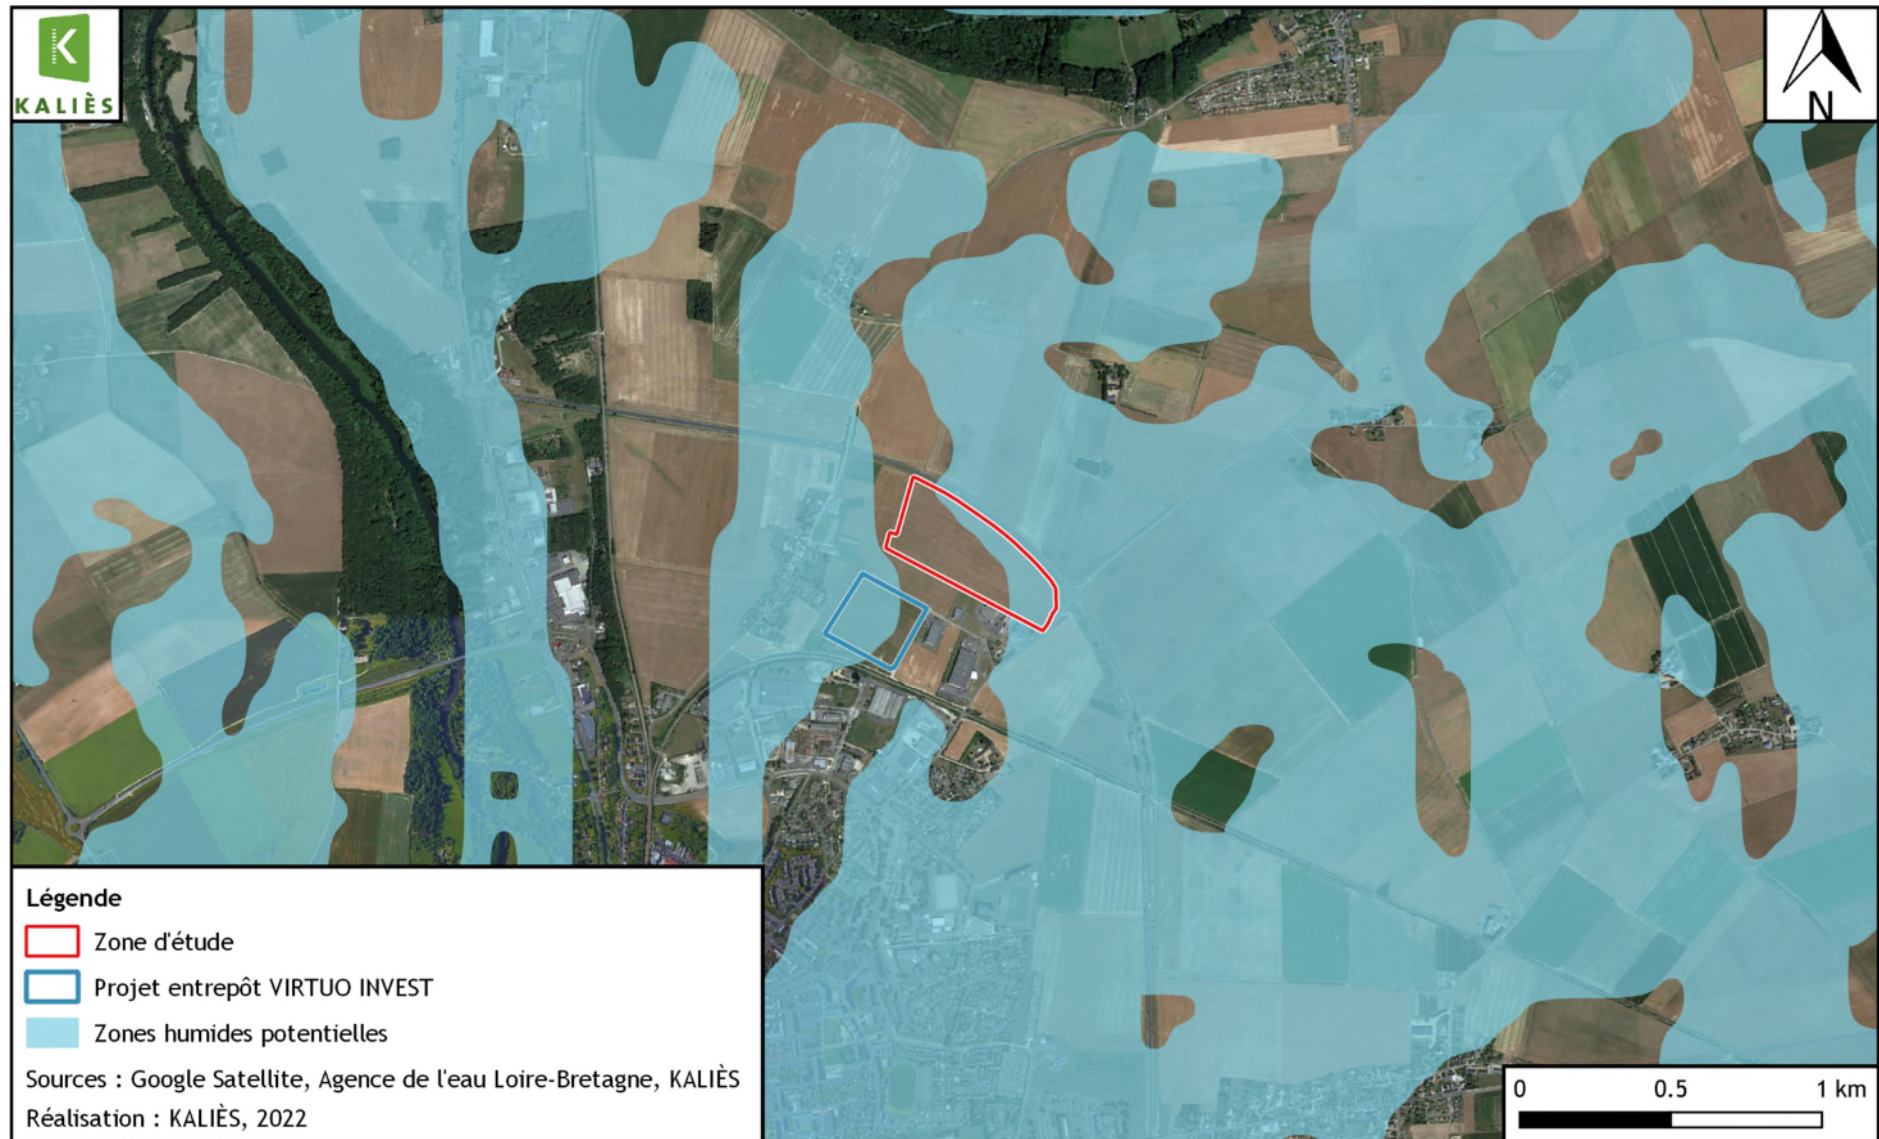 KALIÈS
N
Légende
Zone d'étude
Projet entrepôt VIRTUO INVEST
Zones humides potentielles
Sources : Google Satellite, Agence de l'eau Loire-Bretagne, KALIÈS
Réalisation : KALIÈS, 2022
0 0.5 1 km